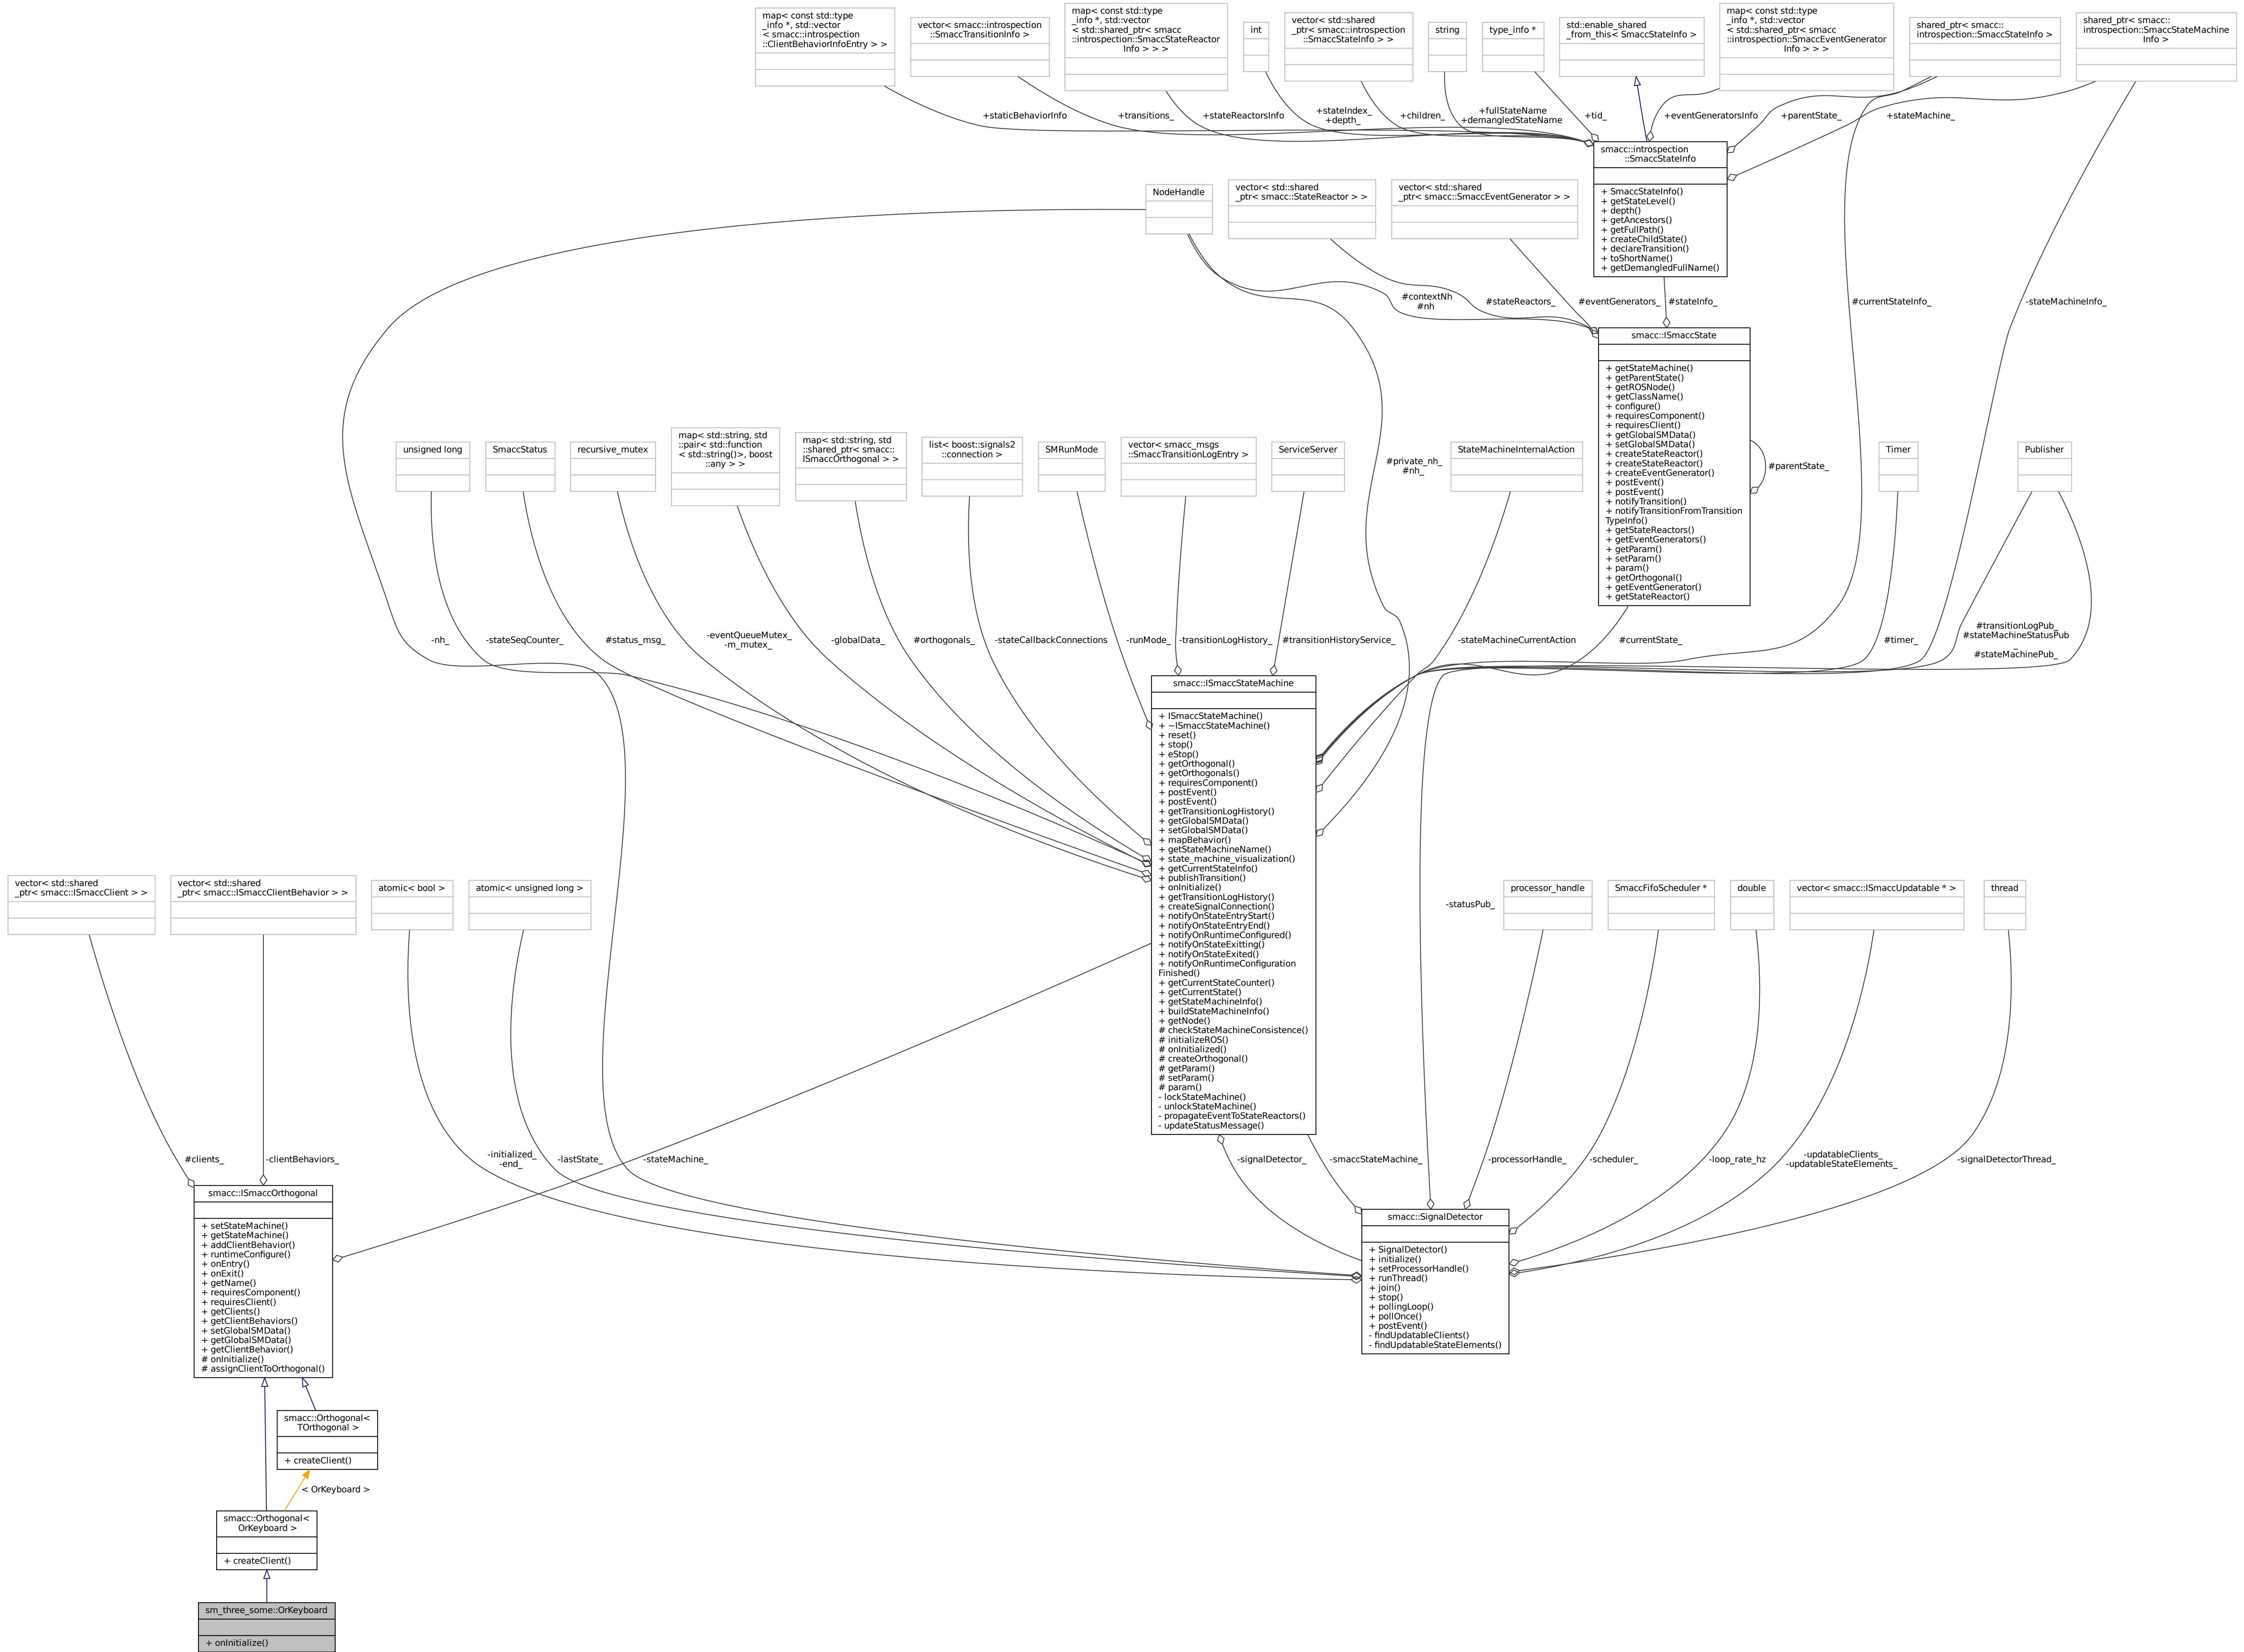 map< const std::type
_info *, std::vector
< smacc::introspection
::ClientBehaviorInfoEntry > >
vector< smacc::introspection
::SmaccTransitionInfo >
map< const std::type
_info *, std::vector
< std::shared_ptr< smacc
::introspection::SmaccStateReactor
Info > > >
int
vector< std::shared
_ptr< smacc::introspection
::SmaccStateInfo > >
string
type_info *
std::enable_shared
_from_this< SmaccStateInfo >
map< const std::type
_info *, std::vector
< std::shared_ptr< smacc
::introspection::SmaccEventGenerator
Info > > >
shared_ptr< smacc::
introspection::SmaccStateInfo >
shared_ptr< smacc::
introspection::SmaccStateMachine
Info >
+staticBehaviorInfo
+transitions_
+stateReactorsInfo
+stateIndex_
+depth_
+children_
+fullStateName
+demangledStateName
+tid_
+eventGeneratorsInfo
+parentState_
+stateMachine_
smacc::introspection
::SmaccStateInfo
+ SmaccStateInfo()
+ getStateLevel()
+ depth()
+ getAncestors()
+ getFullPath()
+ createChildState()
+ declareTransition()
+ toShortName()
+ getDemangledFullName()
NodeHandle
vector< std::shared
_ptr< smacc::StateReactor > >
vector< std::shared
_ptr< smacc::SmaccEventGenerator > >
#contextNh
#nh
#stateReactors_
#eventGenerators_
#stateInfo_
#currentStateInfo_
-stateMachineInfo_
smacc::ISmaccState
+ getStateMachine()
+ getParentState()
+ getROSNode()
+ getClassName()
+ configure()
+ requiresComponent()
+ requiresClient()
+ getGlobalSMData()
+ setGlobalSMData()
+ createStateReactor()
+ createStateReactor()
+ createEventGenerator()
+ postEvent()
+ postEvent()
+ notifyTransition()
+ notifyTransitionFromTransition
TypeInfo()
+ getStateReactors()
+ getEventGenerators()
+ getParam()
+ setParam()
+ param()
+ getOrthogonal()
+ getEventGenerator()
+ getStateReactor()
#parentState_
unsigned long
SmaccStatus
recursive_mutex
map< std::string, std
::pair< std::function
< std::string()>, boost
::any > >
map< std::string, std
::shared_ptr< smacc::
ISmaccOrthogonal > >
list< boost::signals2
::connection >
SMRunMode
vector< smacc_msgs
::SmaccTransitionLogEntry >
ServiceServer
#private_nh_
#nh_
StateMachineInternalAction
Timer
Publisher
-nh_
-stateSeqCounter_
#status_msg_
-eventQueueMutex_
-m_mutex_
-globalData_
#orthogonals_
-stateCallbackConnections
-runMode_
-transitionLogHistory_
#transitionHistoryService_
-stateMachineCurrentAction
#currentState_
#timer_
#transitionLogPub_
#stateMachineStatusPub
_
#stateMachinePub_
smacc::ISmaccStateMachine
+ ISmaccStateMachine()
+ ~ISmaccStateMachine()
+ reset()
+ stop()
+ eStop()
+ getOrthogonal()
+ getOrthogonals()
+ requiresComponent()
+ postEvent()
+ postEvent()
+ getTransitionLogHistory()
+ getGlobalSMData()
+ setGlobalSMData()
+ mapBehavior()
+ getStateMachineName()
+ state_machine_visualization()
+ getCurrentStateInfo()
+ publishTransition()
+ onInitialize()
+ getTransitionLogHistory()
+ createSignalConnection()
+ notifyOnStateEntryStart()
+ notifyOnStateEntryEnd()
+ notifyOnRuntimeConfigured()
+ notifyOnStateExitting()
+ notifyOnStateExited()
+ notifyOnRuntimeConfiguration
Finished()
+ getCurrentStateCounter()
+ getCurrentState()
+ getStateMachineInfo()
+ buildStateMachineInfo()
+ getNode()
# checkStateMachineConsistence()
# initializeROS()
# onInitialized()
# createOrthogonal()
# getParam()
# setParam()
# param()
- lockStateMachine()
- unlockStateMachine()
- propagateEventToStateReactors()
- updateStatusMessage()
vector< std::shared
_ptr< smacc::ISmaccClient > >
vector< std::shared
_ptr< smacc::ISmaccClientBehavior > >
atomic< bool >
atomic< unsigned long >
-statusPub_
processor_handle
SmaccFifoScheduler *
double
vector< smacc::ISmaccUpdatable * >
thread
#clients_
-clientBehaviors_
-initialized_
-end_
-lastState_
-stateMachine_
-signalDetector_
-smaccStateMachine_
-processorHandle_
-scheduler_
-loop_rate_hz
-updatableClients_
-updatableStateElements_
-signalDetectorThread_
smacc::ISmaccOrthogonal
+ setStateMachine()
+ getStateMachine()
+ addClientBehavior()
+ runtimeConfigure()
+ onEntry()
+ onExit()
+ getName()
+ requiresComponent()
+ requiresClient()
+ getClients()
+ getClientBehaviors()
+ setGlobalSMData()
+ getGlobalSMData()
+ getClientBehavior()
# onInitialize()
# assignClientToOrthogonal()
smacc::SignalDetector
+ SignalDetector()
+ initialize()
+ setProcessorHandle()
+ runThread()
+ join()
+ stop()
+ pollingLoop()
+ pollOnce()
+ postEvent()
- findUpdatableClients()
- findUpdatableStateElements()
smacc::Orthogonal<
TOrthogonal >
+ createClient()
< OrKeyboard >
smacc::Orthogonal<
OrKeyboard >
+ createClient()
sm_three_some::OrKeyboard
+ onInitialize()